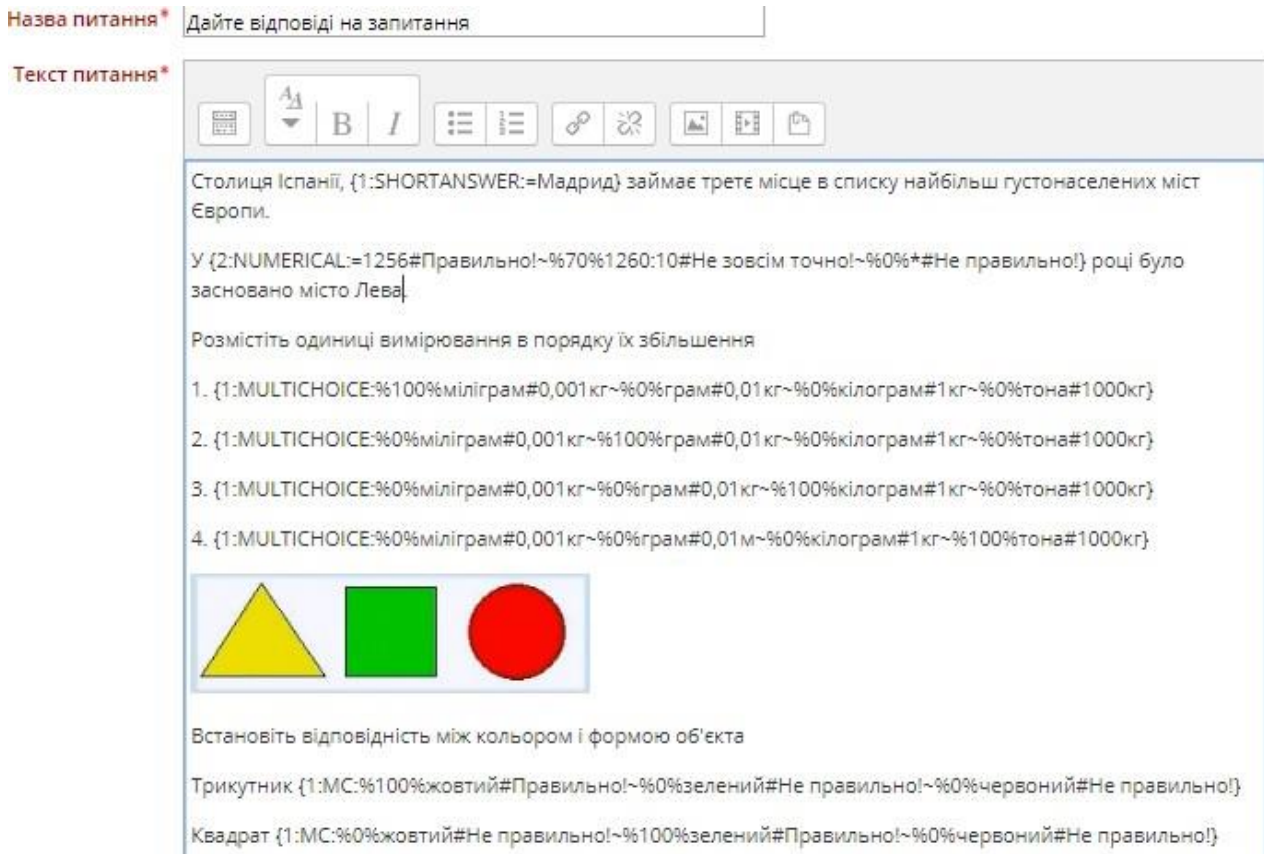 Назва питання*
Дайте відповіді на запитання
Текст питання*
Столиця Іспанії, {1:SHORTANSWER:=Мадрид} займає третє місце в списку найбільш густонаселених міст
Європи.
У {2:NUMERICAL:=1256#Правильно!~%70%1260:10#Не зовсім точно!~%0%*#Не правильно!} році було
засновано місто Лева.
Розмістіть одиниці вимірювання в порядку їх збільшення
1. {1:MULTICHOICE:%100%міліграм#0,001кг~%0%грам#0,01кг~%0%кілограм#1кг~%0%тона#1000кг}
2. {1:MULTICHOICE:%0%міліграм#0,001кг~%100%грам#0,01кг~%0%кілограм#1кг~%0%тона#1000кг}
3. {1:MULTICHOICE:%0%міліграм#0,001кг~%0%грам#0,01кг~%100%кілограм#1кг~%0%тона#1000кг}
4. {1:MULTICHOICE:%0%міліграм#0,001кг~%0%грам#0,01м~%0%кілограм#1кг~%100%тона#1000кг}
Встановіть відповідність між кольором і формою об'єкта
Трикутник {1:MC:%100%жовтий#Правильно!~%0%зелений#Не правильно!~%0%червоний#Не правильно!}
Квадрат {1:MC:%0%жовтий#Не правильно!~%100%зелений#Правильно!~%0%червоний#Не правильно!}